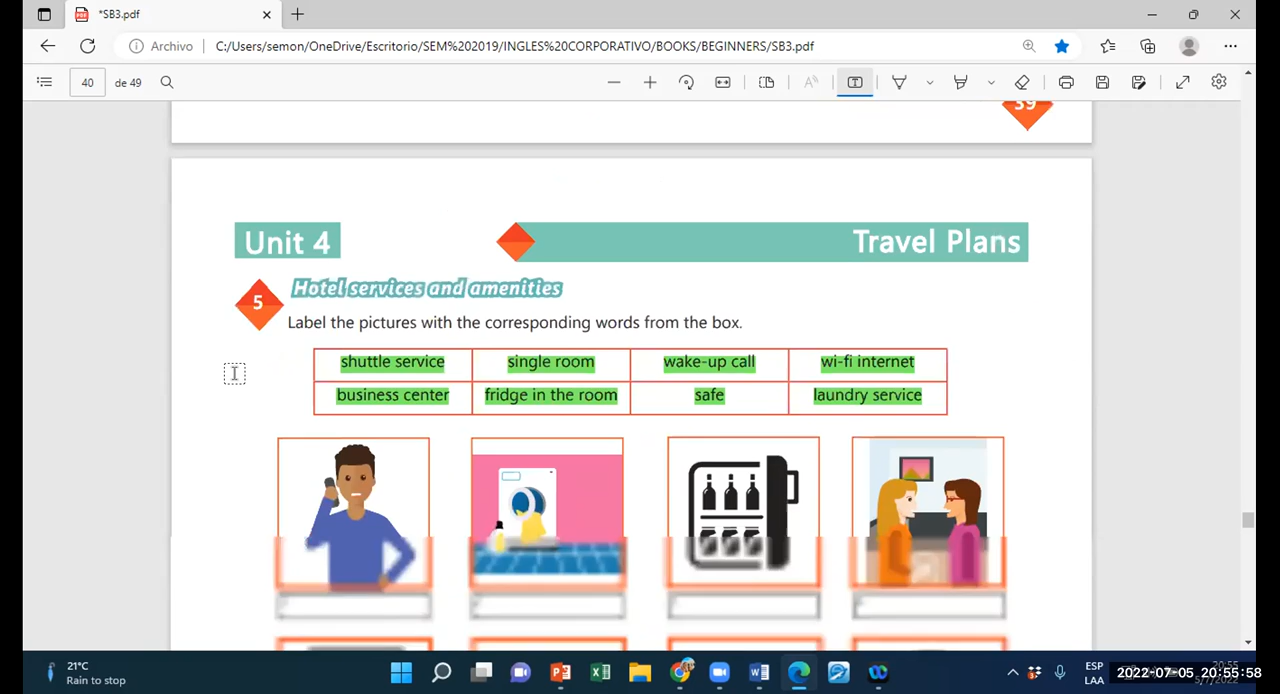 *SB3.pdf
Archivo
C:/Users/semon/OneDrive/Escritorio/SEM%202019/INGLES%20CORPORATIVO/BOOKS/BEGINNERS/SB3.pdf
40 de 49
39
Unit 4
Travel Plans
5 Hotel services and amenities
Label the pictures with the corresponding words from the box.
shuttle service single room wake-up call wi-fi internet
business center fridge in the room safe laundry service
21°C
Rain to stop
ESP
LAA
2022-07-05, 20:55:58